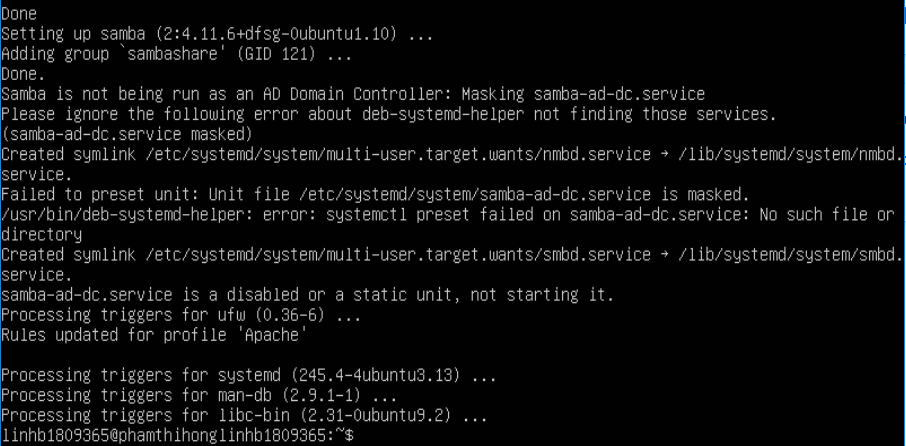 Done
Setting up samba (2:4.11.6+dfsg-0ubuntu1.10) ...
Adding group `sambashare' (GID 121) ...
Done.
Samba is not being run as an AD Domain Controller: Masking samba-ad-dc.service
Please ignore the following error about deb-systemd-helper not finding those services.
(samba-ad-dc.service masked)
Created symlink /etc/systemd/system/multi-user.target.wants/nmbd.service → /lib/systemd/system/nmbd.
service.
Failed to preset unit: Unit file /etc/systemd/system/samba-ad-dc.service is masked.
/usr/bin/deb-systemd-helper: error: systemctl preset failed on samba-ad-dc.service: No such file or
directory
Created symlink /etc/systemd/system/multi-user.target.wants/smbd.service → /lib/systemd/system/smbd.
service.
samba-ad-dc.service is a disabled or a static unit, not starting it.
Processing triggers for ufw (0.36-6) ...
Rules updated for profile 'Apache'
Processing triggers for systemd (245.4-4ubuntu3.13) ...
Processing triggers for man-db (2.9.1-1) ...
Processing triggers for libc-bin (2.31-0ubuntu9.2) ...
linhb1809365@phamthihonglinhb1809365:~$